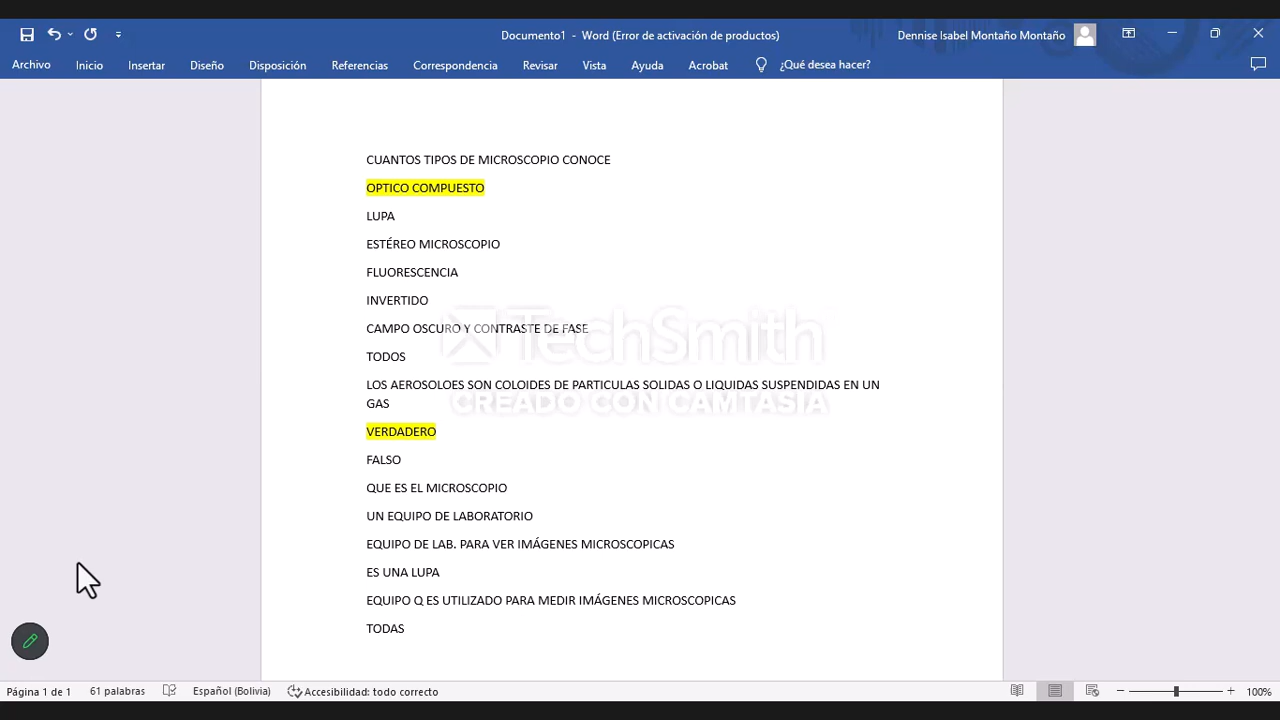 Documento1 - Word (Error de activación de productos)
Dennise Isabel Montaño Montaño
Archivo Inicio Insertar Diseño Disposición Referencias Correspondencia Revisar Vista Ayuda Acrobat ¿Qué desea hacer?
CUANTOS TIPOS DE MICROSCOPIO CONOCE
OPTICO COMPUESTO
LUPA
ESTÉREO MICROSCOPIO
FLUORESCENCIA
INVERTIDO
CAMPO OSCURO Y CONTRASTE DE FASE
TechSmith
TODOS
LOS AEROSOLOES SON COLOIDES DE PARTICULAS SOLIDAS O LIQUIDAS SUSPENDIDAS EN UN
GAS
CREADO CON CAMTASIA
VERDADERO
FALSO
QUE ES EL MICROSCOPIO
UN EQUIPO DE LABORATORIO
EQUIPO DE LAB. PARA VER IMÁGENES MICROSCOPICAS
ES UNA LUPA
EQUIPO Q ES UTILIZADO PARA MEDIR IMÁGENES MICROSCOPICAS
TODAS
Página 1 de 1 61 palabras Español (Bolivia) Accesibilidad: todo correcto 100%